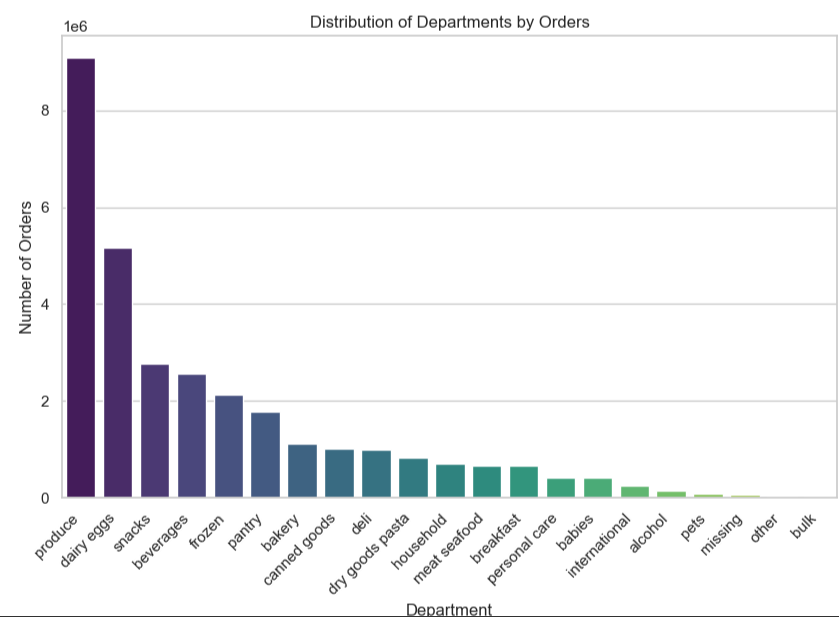 Distribution of Departments by Orders
1e6
8
6
4
2
0
Number of Orders
produce
dairy eggs
snacks
beverages
frozen
pantry
bakery
canned goods
deli
dry goods pasta
household
meat seafood
breakfast
personal care
babies
international
alcohol
pets
missing
other
bulk
Department